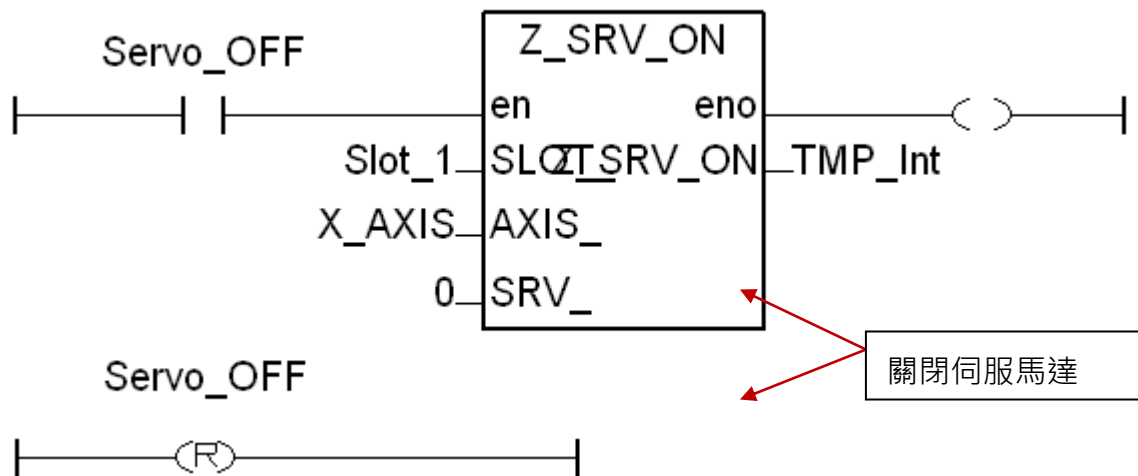 Servo_OFF
Z_SRV_ON
en eno
Slot_1 SLOT_ Z_SRV_ON TMP_Int
X_AXIS AXIS_
0 SRV_
關閉伺服馬達
Servo_OFF
R